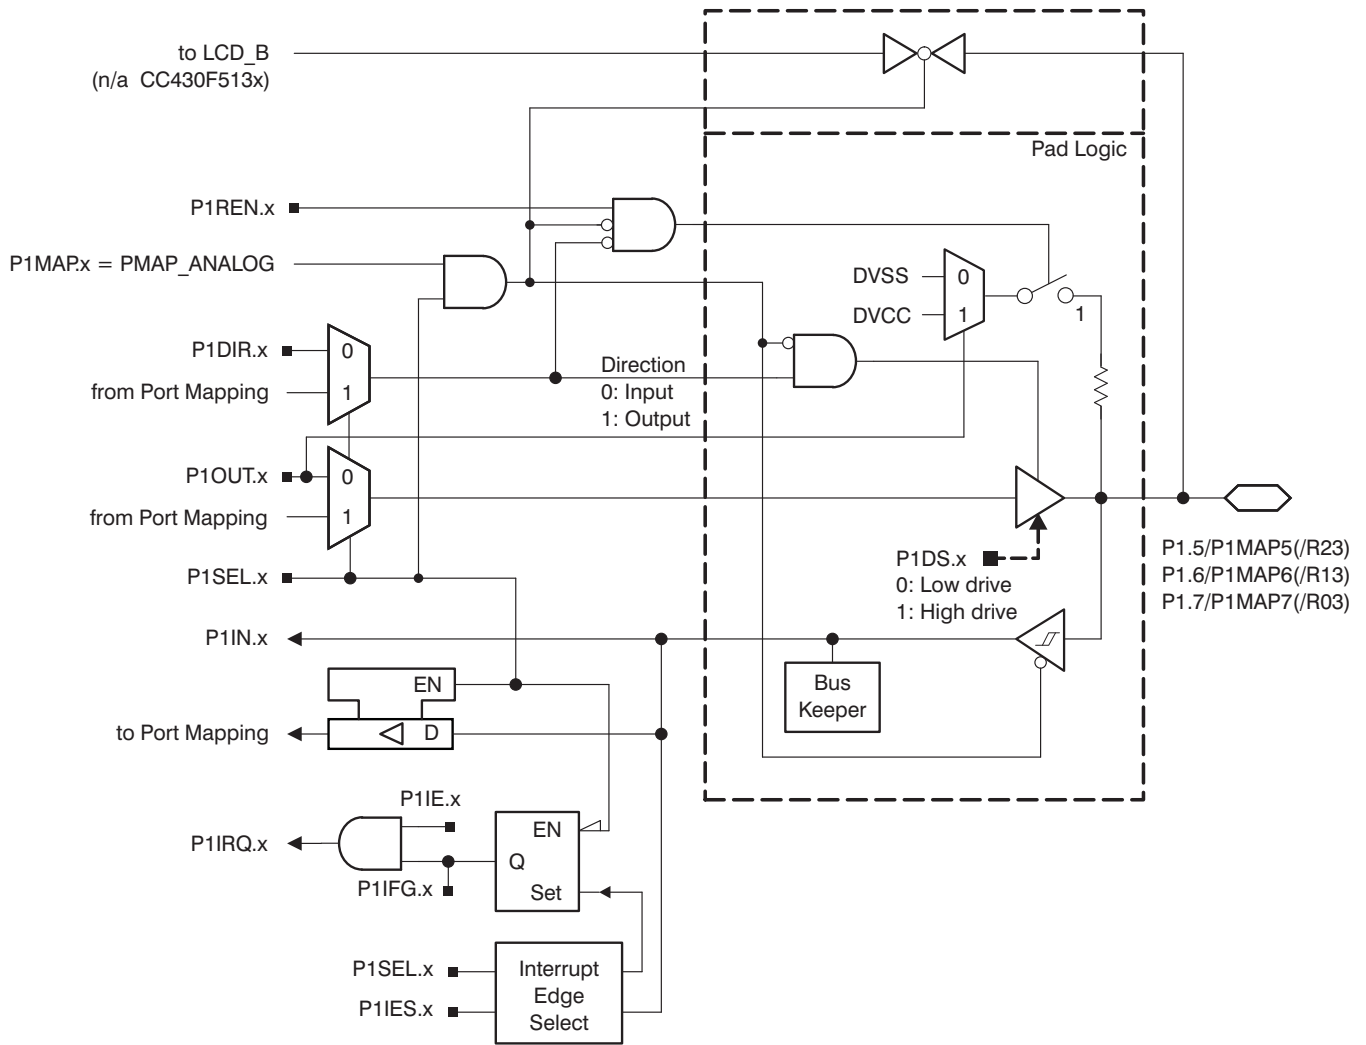 to LCD_B
(n/a CC430F513x)
Pad Logic
P1REN.x
P1MAP.x = PMAP_ANALOG
DVSS
0
DVCC
1
1
P1DIR.x
0
from Port Mapping
1
Direction
0: Input
1: Output
P1OUT.x
0
from Port Mapping
1
P1SEL.x
P1DS.x
0: Low drive
1: High drive
P1.5/P1MAP5(/R23)
P1.6/P1MAP6(/R13)
P1.7/P1MAP7(/R03)
P1IN.x
Bus
Keeper
EN
to Port Mapping
D
P1IE.x
P1IRQ.x
EN
Q
P1IFG.x
Set
P1SEL.x
P1IES.x
Interrupt
Edge
Select